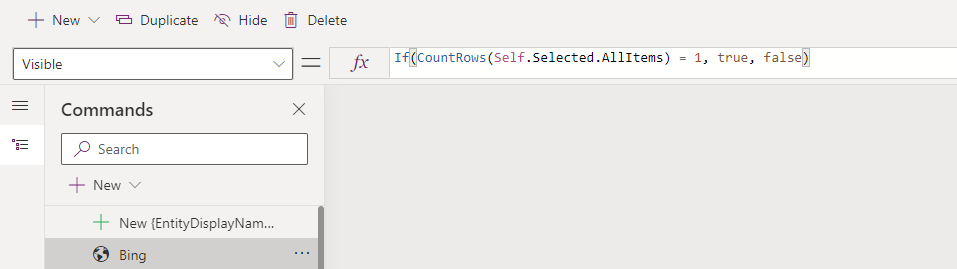 New Duplicate Hide Delete
Visible = fx If(CountRows(Self.Selected.AllItems) = 1, true, false)
Commands
Search
New
New {EntityDisplayNam...
Bing ...